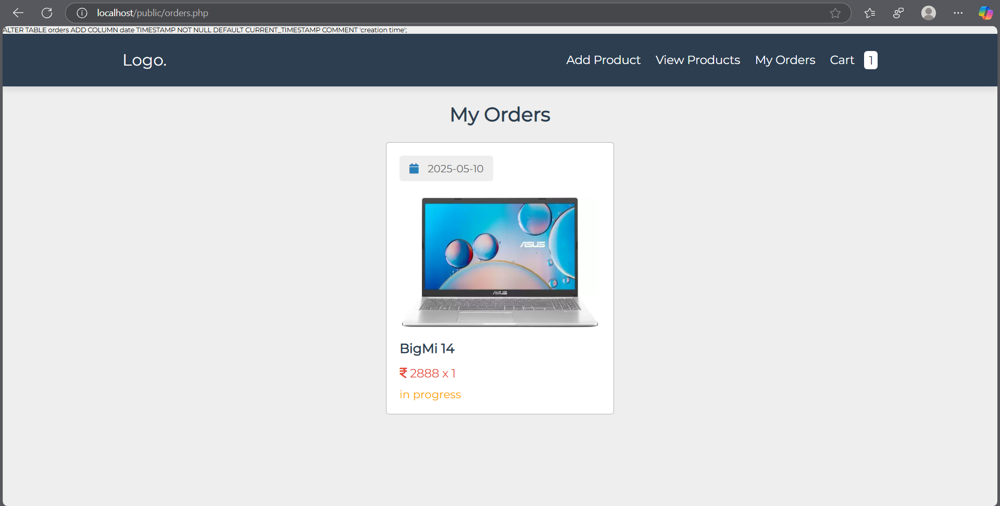 localhost/public/orders.php
ALTER TABLE orders ADD COLUMN date TIMESTAMP NOT NULL DEFAULT CURRENT_TIMESTAMP COMMENT 'creation time';
Logo. Add Product View Products My Orders Cart 1
My Orders
2025-05-10
ASUS
ASUS
BigMi 14
₹ 2888 x 1
in progress